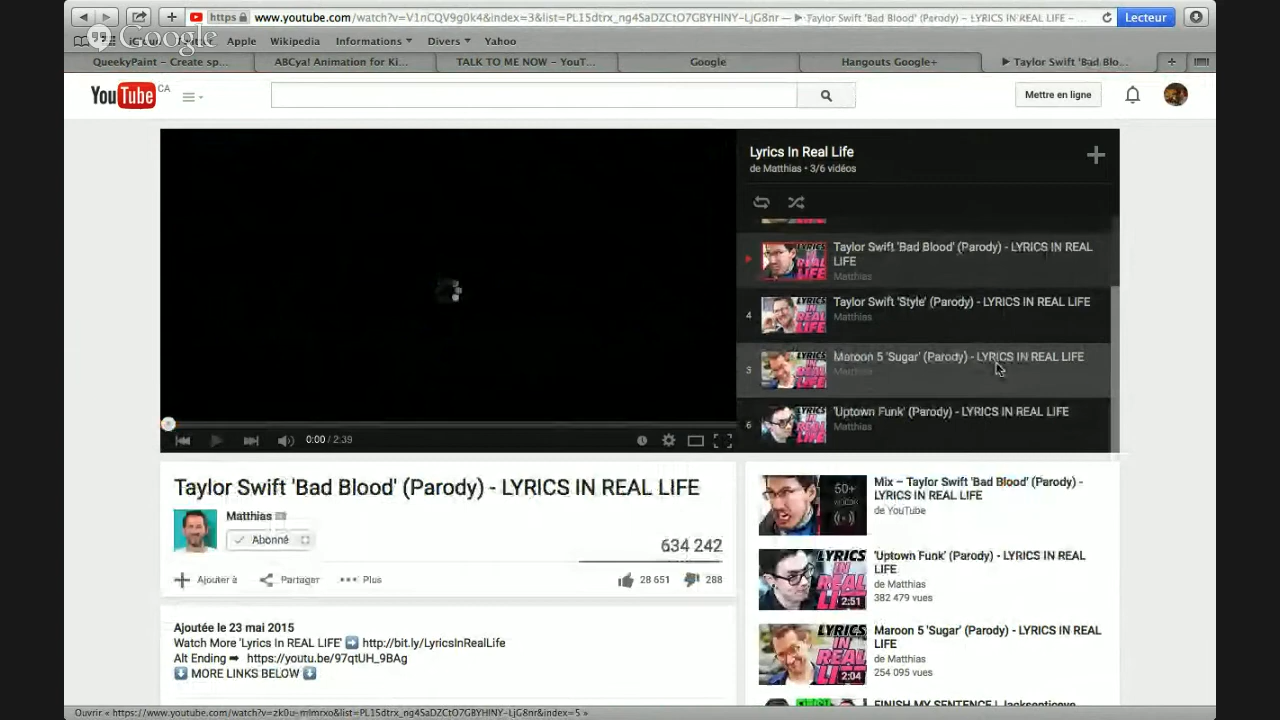 https www.youtube.com/watch?v=V1nCQV9g0k4&index=3&list=PL15dtrx_ng4SaDZCtO7GBYHINY-LjG8nr — ▶ Taylor Swift 'Bad Blood' (Parody) – LYRICS IN REAL LIFE – ...
Lecteur
Google
Apple Wikipedia Informations Divers Yahoo
QueekyPaint – Create sp... ABCya! Animation for Ki... TALK TO ME NOW – YouT... Google Hangouts Google+ ▶ Taylor Swift 'Bad Blo...
YouTube CA
Mettre en ligne
Lyrics In Real Life
de Matthias • 3/6 vidéos
Taylor Swift 'Bad Blood' (Parody) - LYRICS IN REAL
LIFE
Matthias
4 Taylor Swift 'Style' (Parody) - LYRICS IN REAL LIFE
Matthias
5 Maroon 5 'Sugar' (Parody) - LYRICS IN REAL LIFE
Matthias
6 'Uptown Funk' (Parody) - LYRICS IN REAL LIFE
Matthias
0:00 / 2:39
Taylor Swift 'Bad Blood' (Parody) - LYRICS IN REAL LIFE
Matthias
Abonné
634 242
Ajouter à Partager Plus
28 651 288
Ajoutée le 23 mai 2015
Watch More 'Lyrics In REAL LIFE' ➡ http://bit.ly/LyricsInRealLife
Alt Ending ➡ https://youtu.be/97qtUH_9BAg
⬇ MORE LINKS BELOW ⬇
50+
Mix – Taylor Swift 'Bad Blood' (Parody) -
LYRICS IN REAL LIFE
de YouTube
LYRICS IN REAL LIFE
2:51
'Uptown Funk' (Parody) - LYRICS IN REAL
LIFE
de Matthias
382 479 vues
LYRICS IN REAL LIFE
2:04
Maroon 5 'Sugar' (Parody) - LYRICS IN REAL
LIFE
de Matthias
254 095 vues
FINISH MY SENTENCE | Jacksepticeye
Ouvrir « https://www.youtube.com/watch?v=zk0u-mlmrxo&list=PL15dtrx_ng4SaDZCtO7GBYHINY-LjG8nr&index=5 »